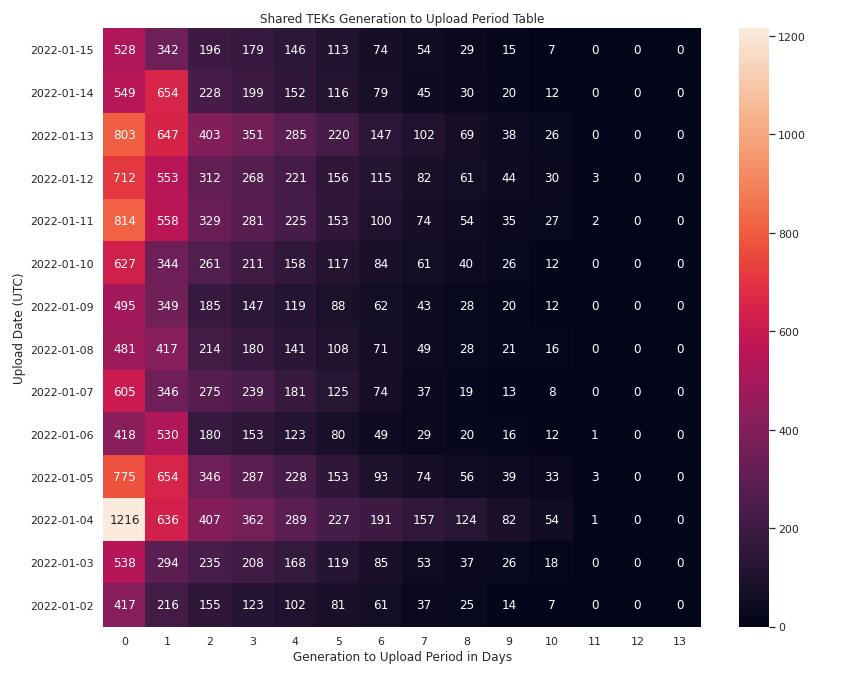 Shared TEKs Generation to Upload Period Table
2022-01-15 528 342 196 179 146 113 74 54 29 15 7 0 0 0
2022-01-14 549 654 228 199 152 116 79 45 30 20 12 0 0 0
2022-01-13 803 647 403 351 285 220 147 102 69 38 26 0 0 0
2022-01-12 712 553 312 268 221 156 115 82 61 44 30 3 0 0
2022-01-11 814 558 329 281 225 153 100 74 54 35 27 2 0 0
2022-01-10 627 344 261 211 158 117 84 61 40 26 12 0 0 0
2022-01-09 495 349 185 147 119 88 62 43 28 20 12 0 0 0
2022-01-08 481 417 214 180 141 108 71 49 28 21 16 0 0 0
2022-01-07 605 346 275 239 181 125 74 37 19 13 8 0 0 0
2022-01-06 418 530 180 153 123 80 49 29 20 16 12 1 0 0
2022-01-05 775 654 346 287 228 153 93 74 56 39 33 3 0 0
2022-01-04 1216 636 407 362 289 227 191 157 124 82 54 1 0 0
2022-01-03 538 294 235 208 168 119 85 53 37 26 18 0 0 0
2022-01-02 417 216 155 123 102 81 61 37 25 14 7 0 0 0
0 1 2 3 4 5 6 7 8 9 10 11 12 13
Generation to Upload Period in Days
Upload Date (UTC)
1200
1000
800
600
400
200
0